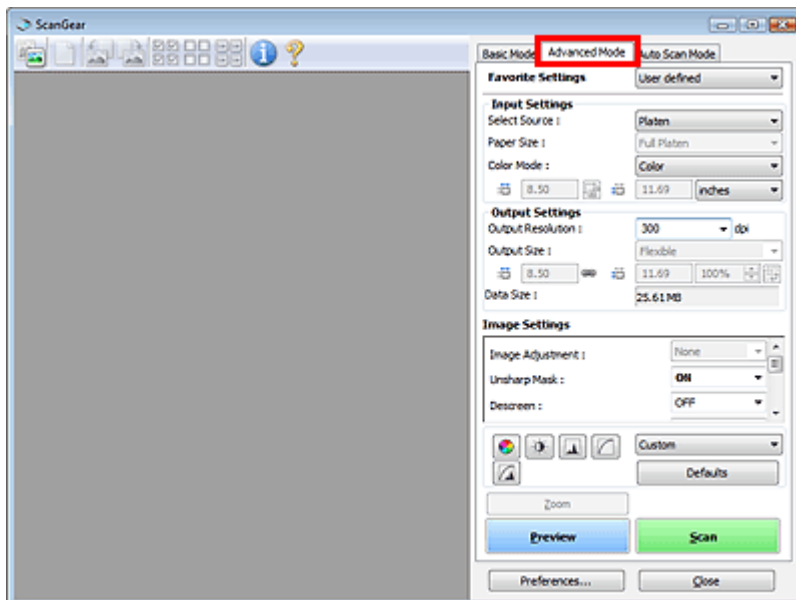 ScanGear
Basic Mode Advanced Mode Auto Scan Mode
Favorite Settings User defined
Input Settings
Select Source : Platen
Paper Size : Full Platen
Color Mode : Color
8.50 11.69 inches
Output Settings
Output Resolution : 300 dpi
Output Size : Flexible
8.50 11.69 100%
Data Size : 25.61 MB
Image Settings
Image Adjustment : None
Unsharp Mask : ON
Descreen : OFF
Custom
Defaults
Zoom
Preview Scan
Preferences... Close